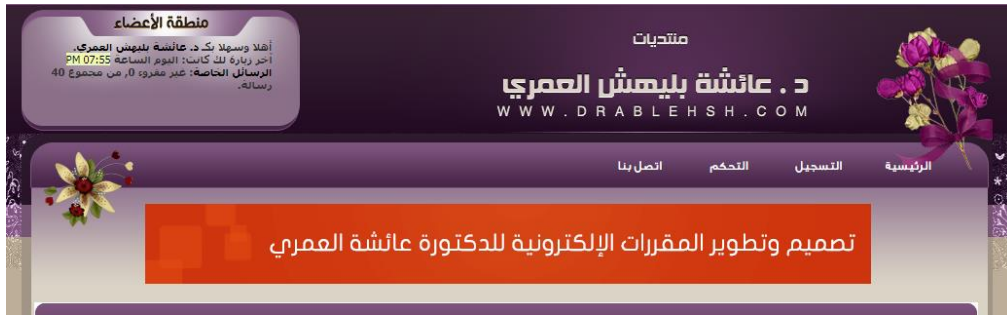 منطقة الأعضاء
أهلا وسهلا بك د. عائشة بليهش العمري.
آخر زيارة لك كانت: اليوم الساعة 07:55 PM
الرسائل الخاصة: غير مقروء 0, من مجموع 40
رسالة.
منتديات
د . عائشة بليهش العمري
WWW.DRABLEHSH.COM
الرئيسية التسجيل التحكم اتصل بنا
تصميم وتطوير المقررات الإلكترونية للدكتورة عائشة العمري